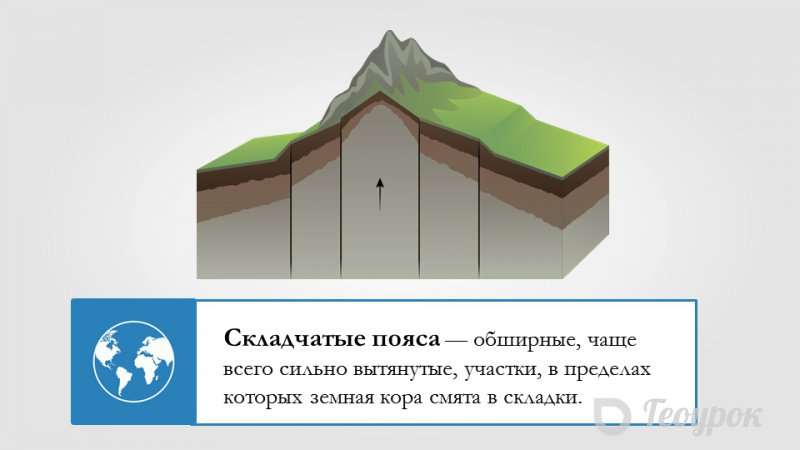 Складчатые пояса — обширные, чаще
всего сильно вытянутые, участки, в пределах
которых земная кора смята в складки.
Геоурок